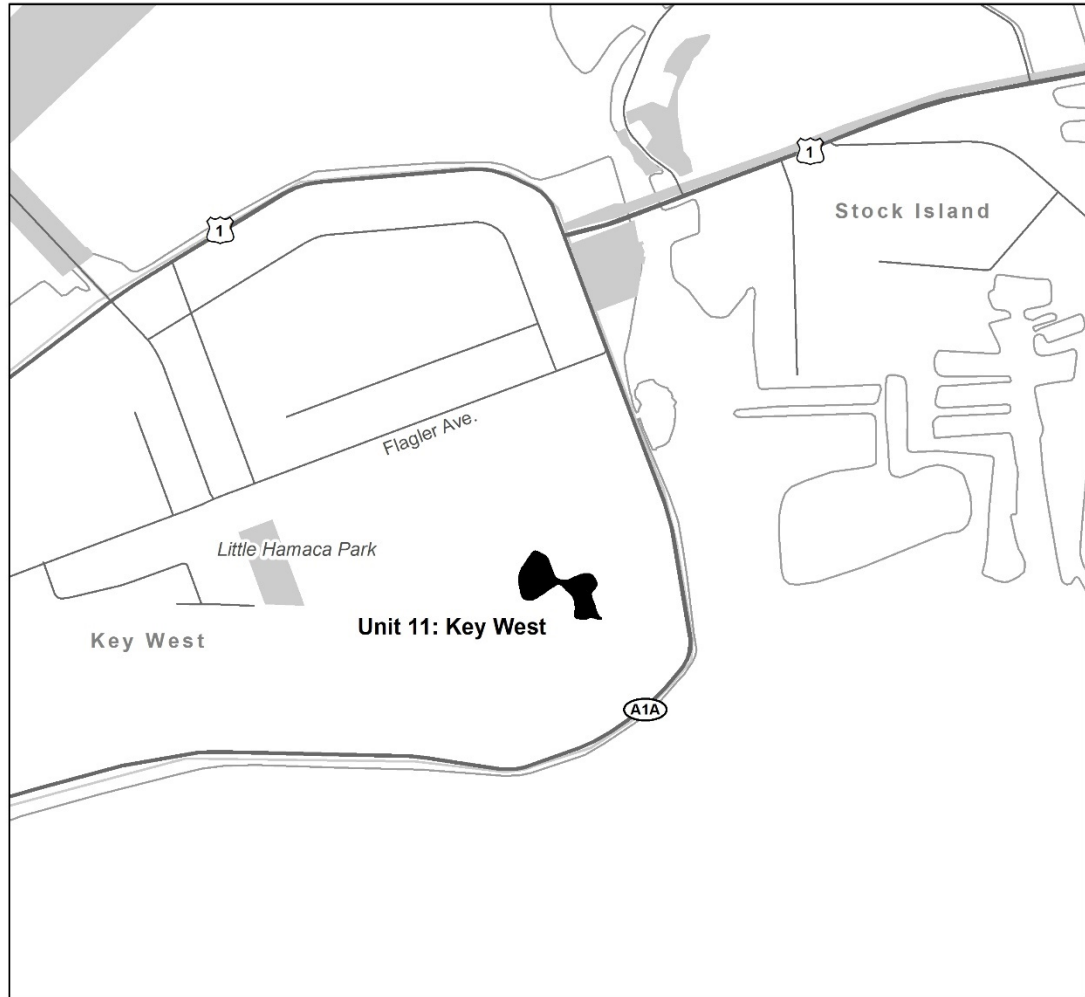 1
Stock Island
1
Flagler Ave.
Little Hamaca Park
Unit 11: Key West
Key West
A1A